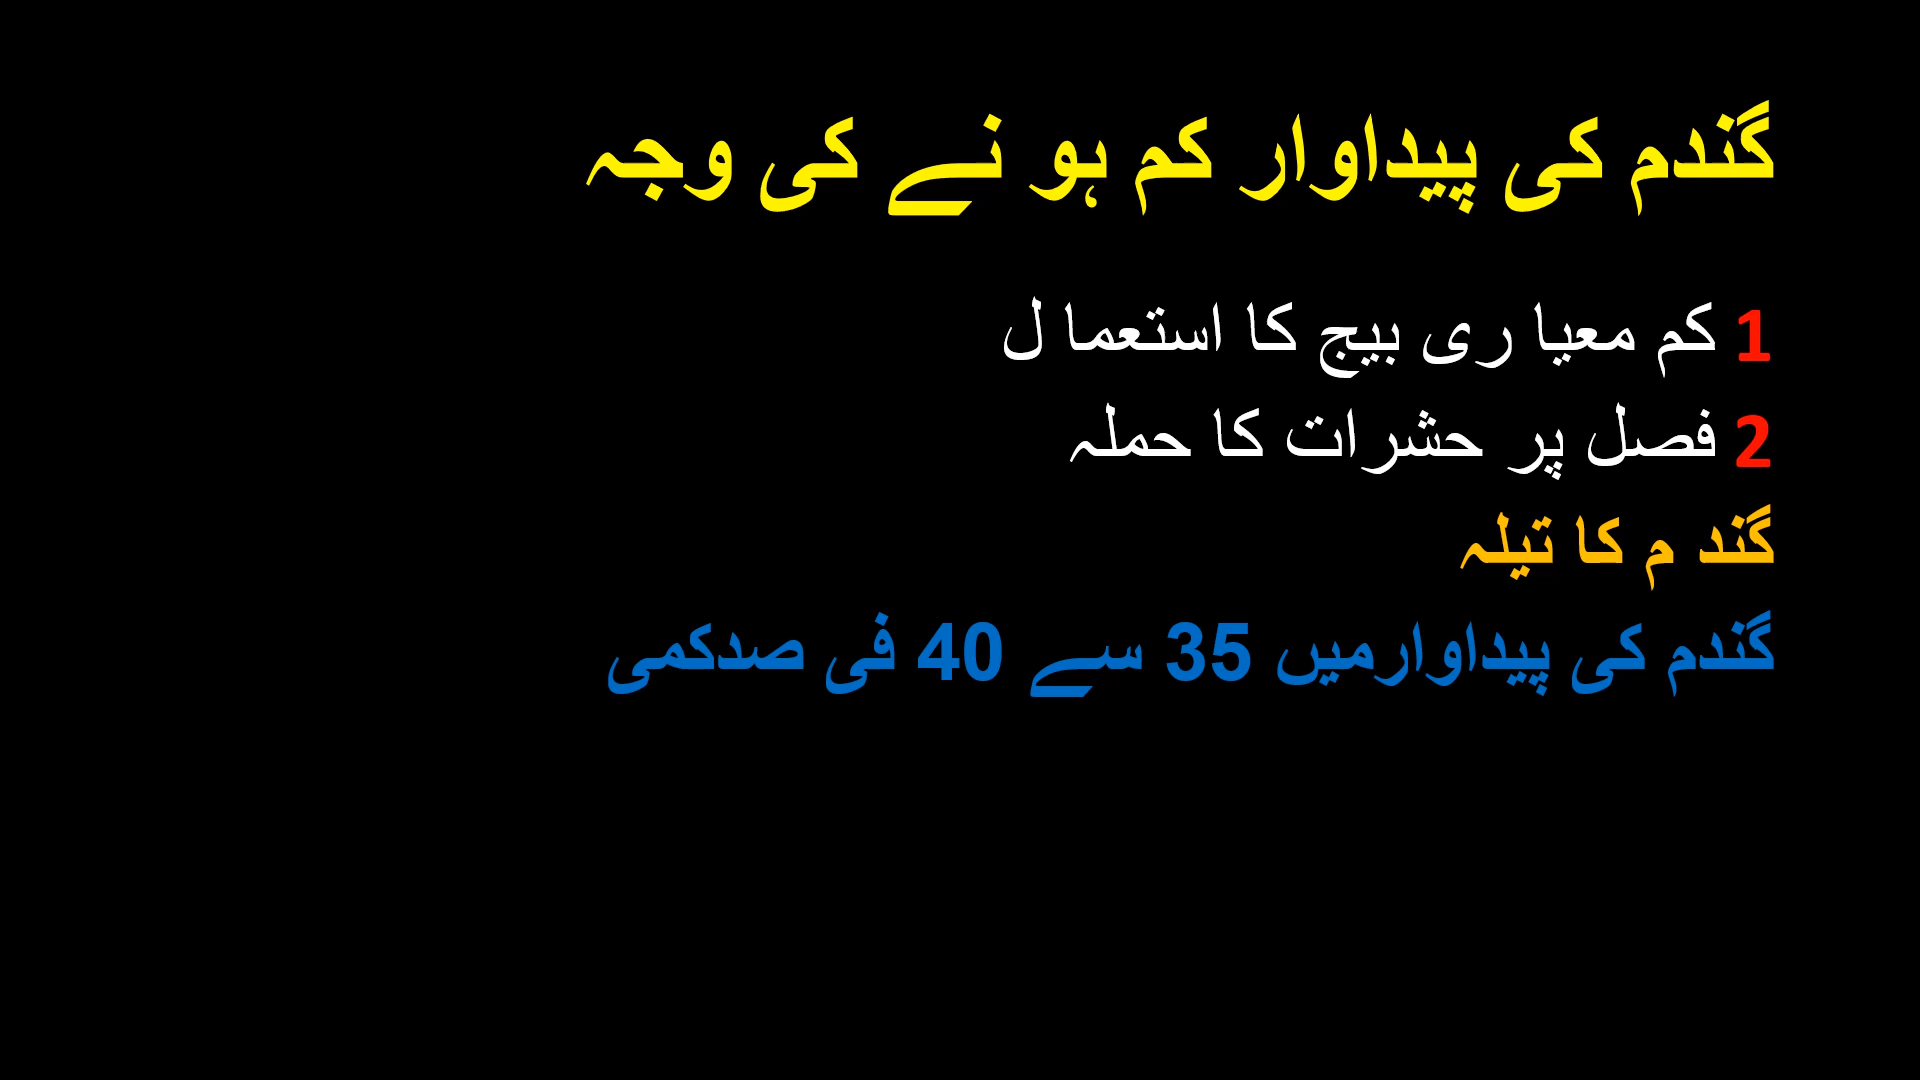 گندم کی پیداوار کم ہو نے کی وجہ
1 کم معیا ری بیج کا استعما ل
2 فصل پر حشرات کا حملہ
گند م کا تیلہ
گندم کی پیداوارمیں 35 سے 40 فی صدکمی